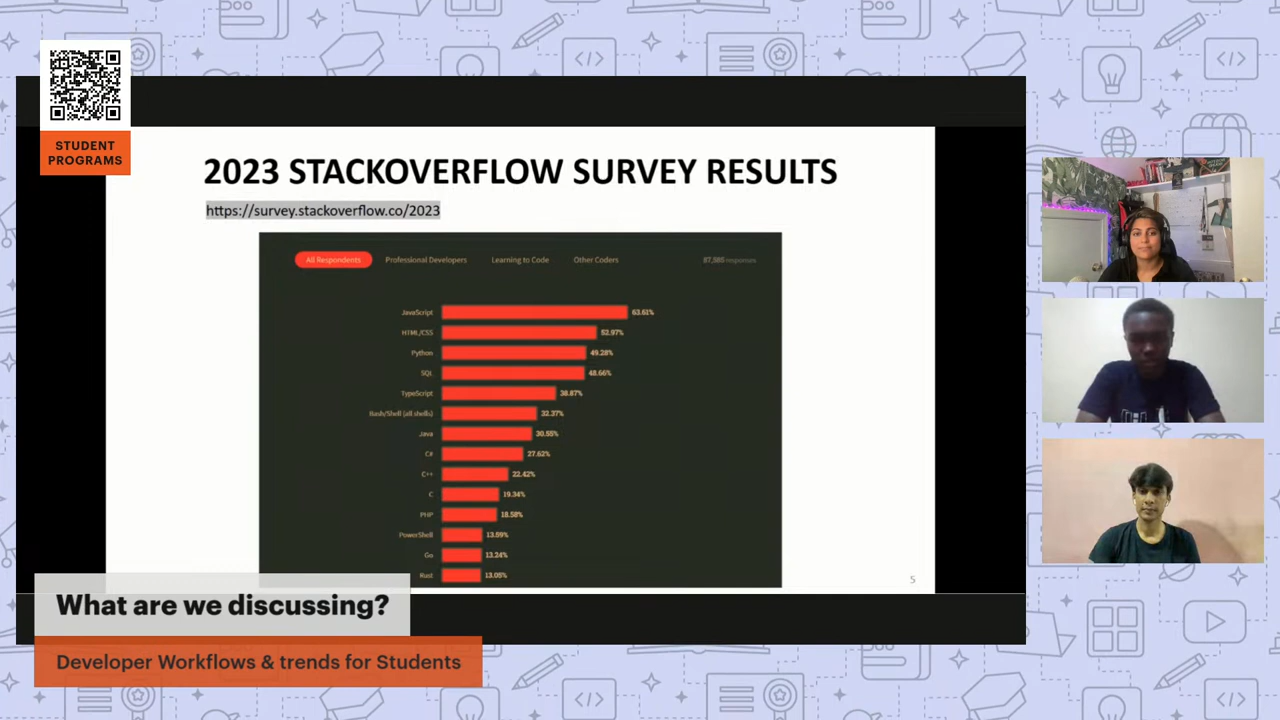 STUDENT
PROGRAMS
2023 STACKOVERFLOW SURVEY RESULTS
https://survey.stackoverflow.co/2023
All Respondents Professional Developers Learning to Code Other Coders 87,585 responses
JavaScript 63.61%
HTML/CSS 52.97%
Python 49.28%
SQL 48.66%
TypeScript 38.87%
Bash/Shell (all shells) 32.37%
Java 30.55%
C# 27.62%
C++ 22.42%
C 19.34%
PHP 18.58%
PowerShell 13.59%
Go 13.24%
Rust 13.05%
5
What are we discussing?
Developer Workflows & trends for Students